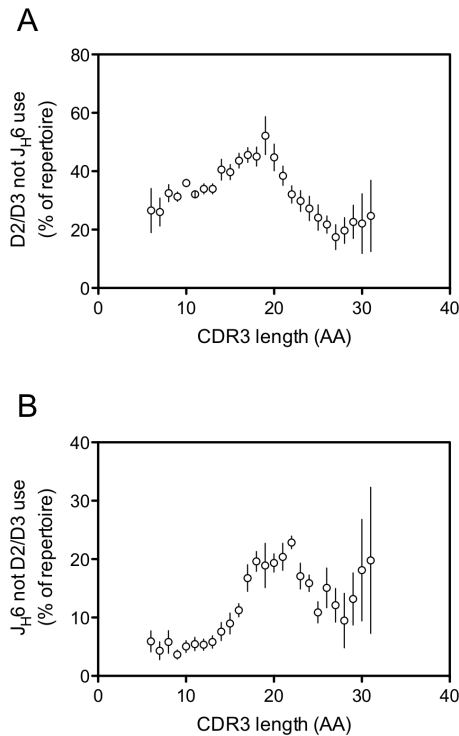 A
D2/D3 not JH6 use
(% of repertoire)
80
60
40
20
0
0 10 20 30 40
CDR3 length (AA)
B
JH6 not D2/D3 use
(% of repertoire)
40
30
20
10
0
0 10 20 30 40
CDR3 length (AA)